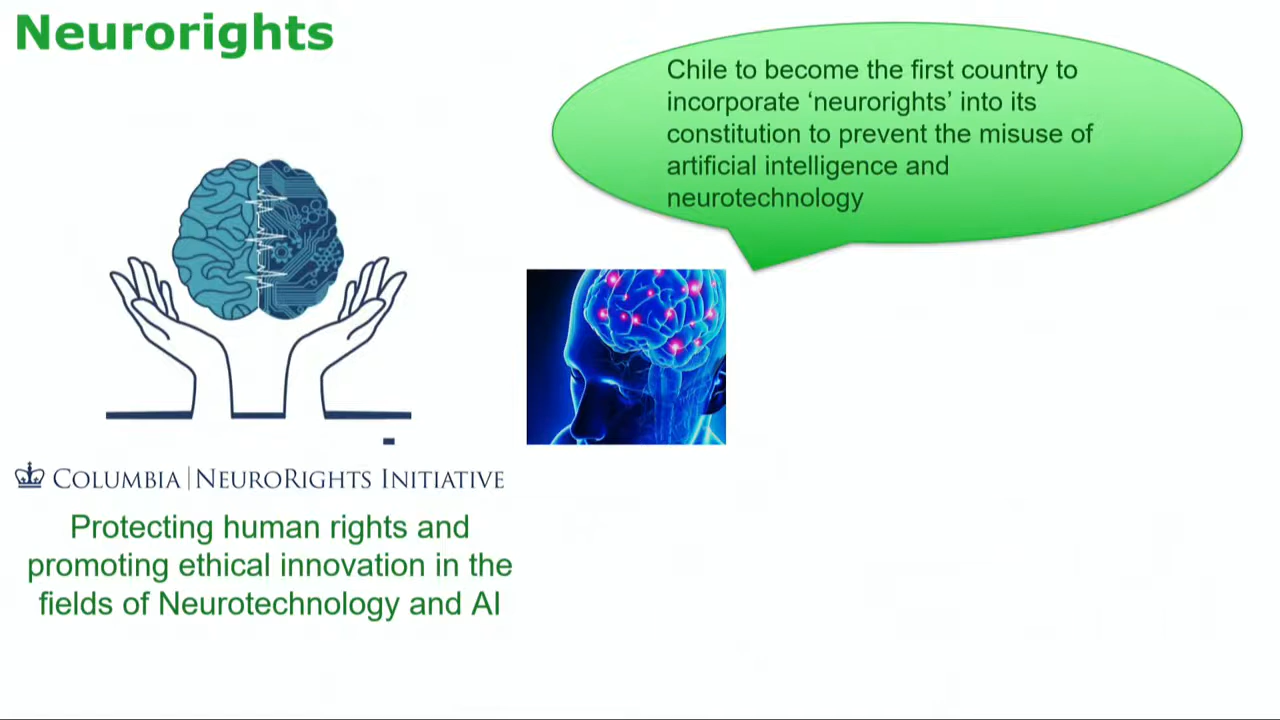 Neurorights
Chile to become the first country to
incorporate ‘neurorights’ into its
constitution to prevent the misuse of
artificial intelligence and
neurotechnology
COLUMBIA | NEURORIGHTS INITIATIVE
Protecting human rights and
promoting ethical innovation in the
fields of Neurotechnology and AI